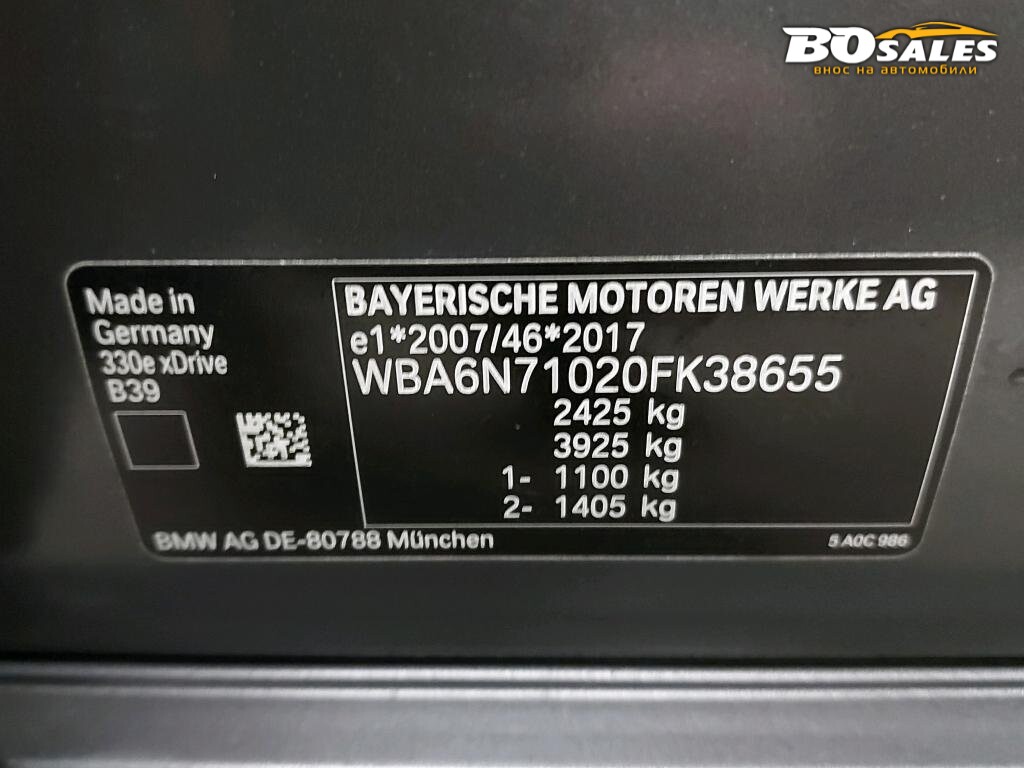 BOSALES
внос на автомобили
Made in
Germany
330e xDrive
B39
BAYERISCHE MOTOREN WERKE AG
e1*2007/46*2017
WBA6N71020FK38655
2425 kg
3925 kg
1- 1100 kg
2- 1405 kg
BMW AG DE-80788 München
5 A0C 986